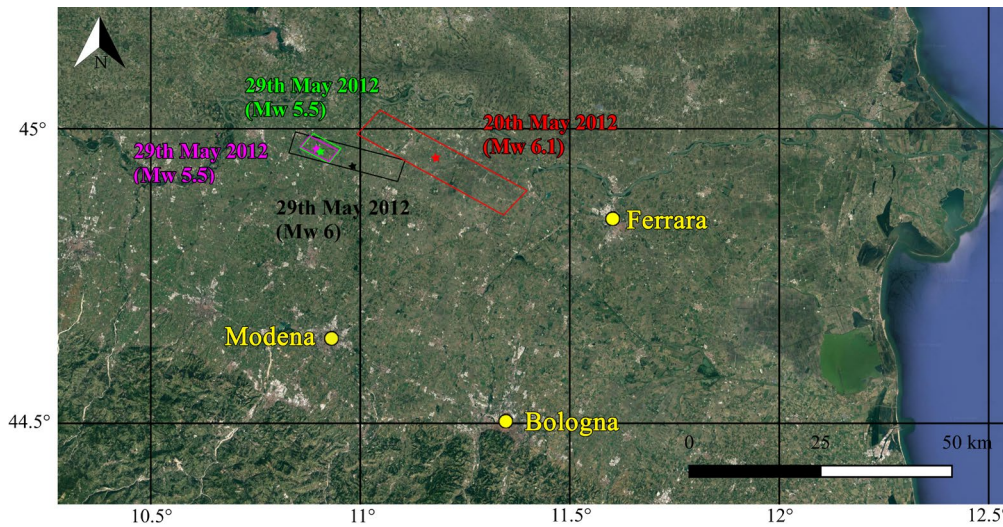 N
29th May 2012
(Mw 5.5)
45°
20th May 2012
(Mw 6.1)
29th May 2012
(Mw 5.5)
29th May 2012
(Mw 6)
Ferrara
Modena
44.5°
Bologna
0 25 50 km
10.5° 11° 11.5° 12° 12.5°